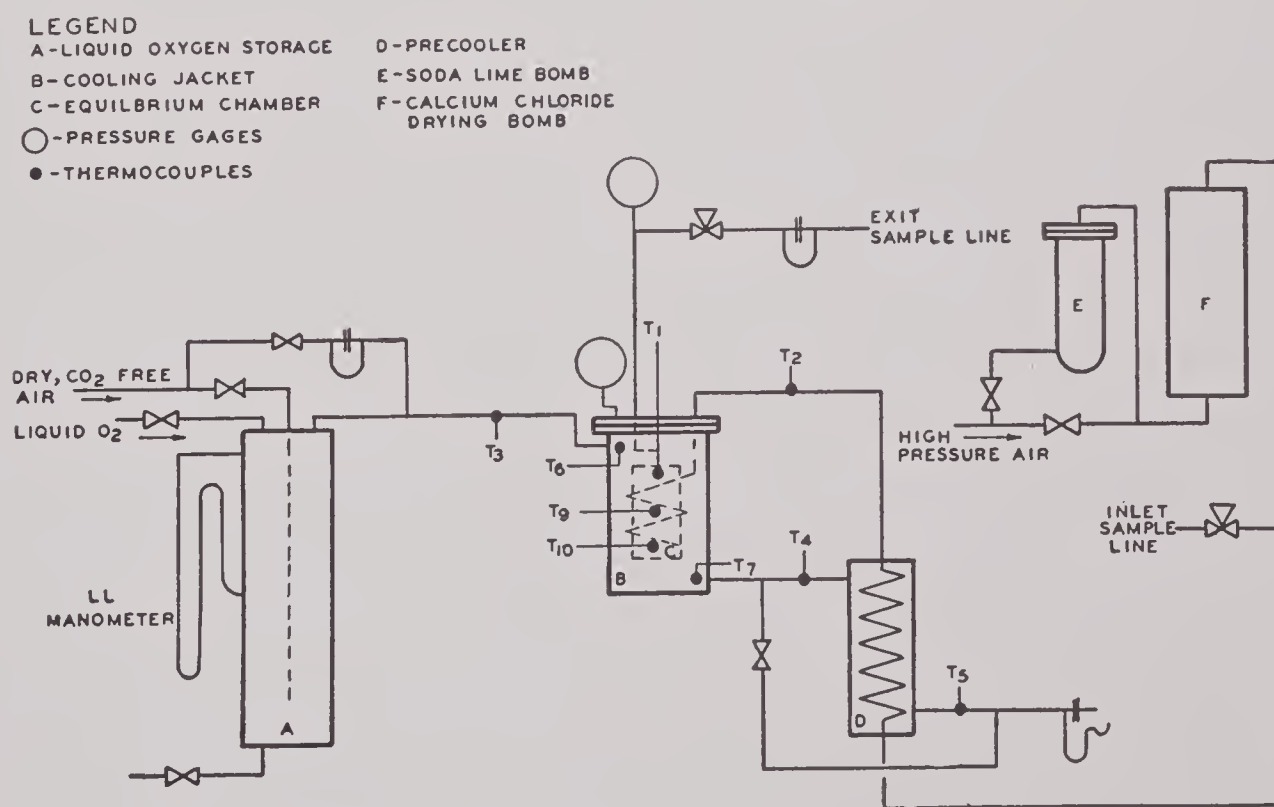 LEGEND
A-LIQUID OXYGEN STORAGE
B-COOLING JACKET
C-EQUILBRIUM CHAMBER
-PRESSURE GAGES
-THERMOCOUPLES
D-PRECOOLER
E-SODA LIME BOMB
F-CALCIUM CHLORIDE
DRYING BOMB
EXIT
SAMPLE LINE
E
F
T1
T2
DRY, CO2 FREE
AIR
LIQUID O2
T3
T6
HIGH
PRESSURE AIR
T9
T10
C
T4
INLET
SAMPLE
LINE
B
T7
LL
MANOMETER
T5
A
D